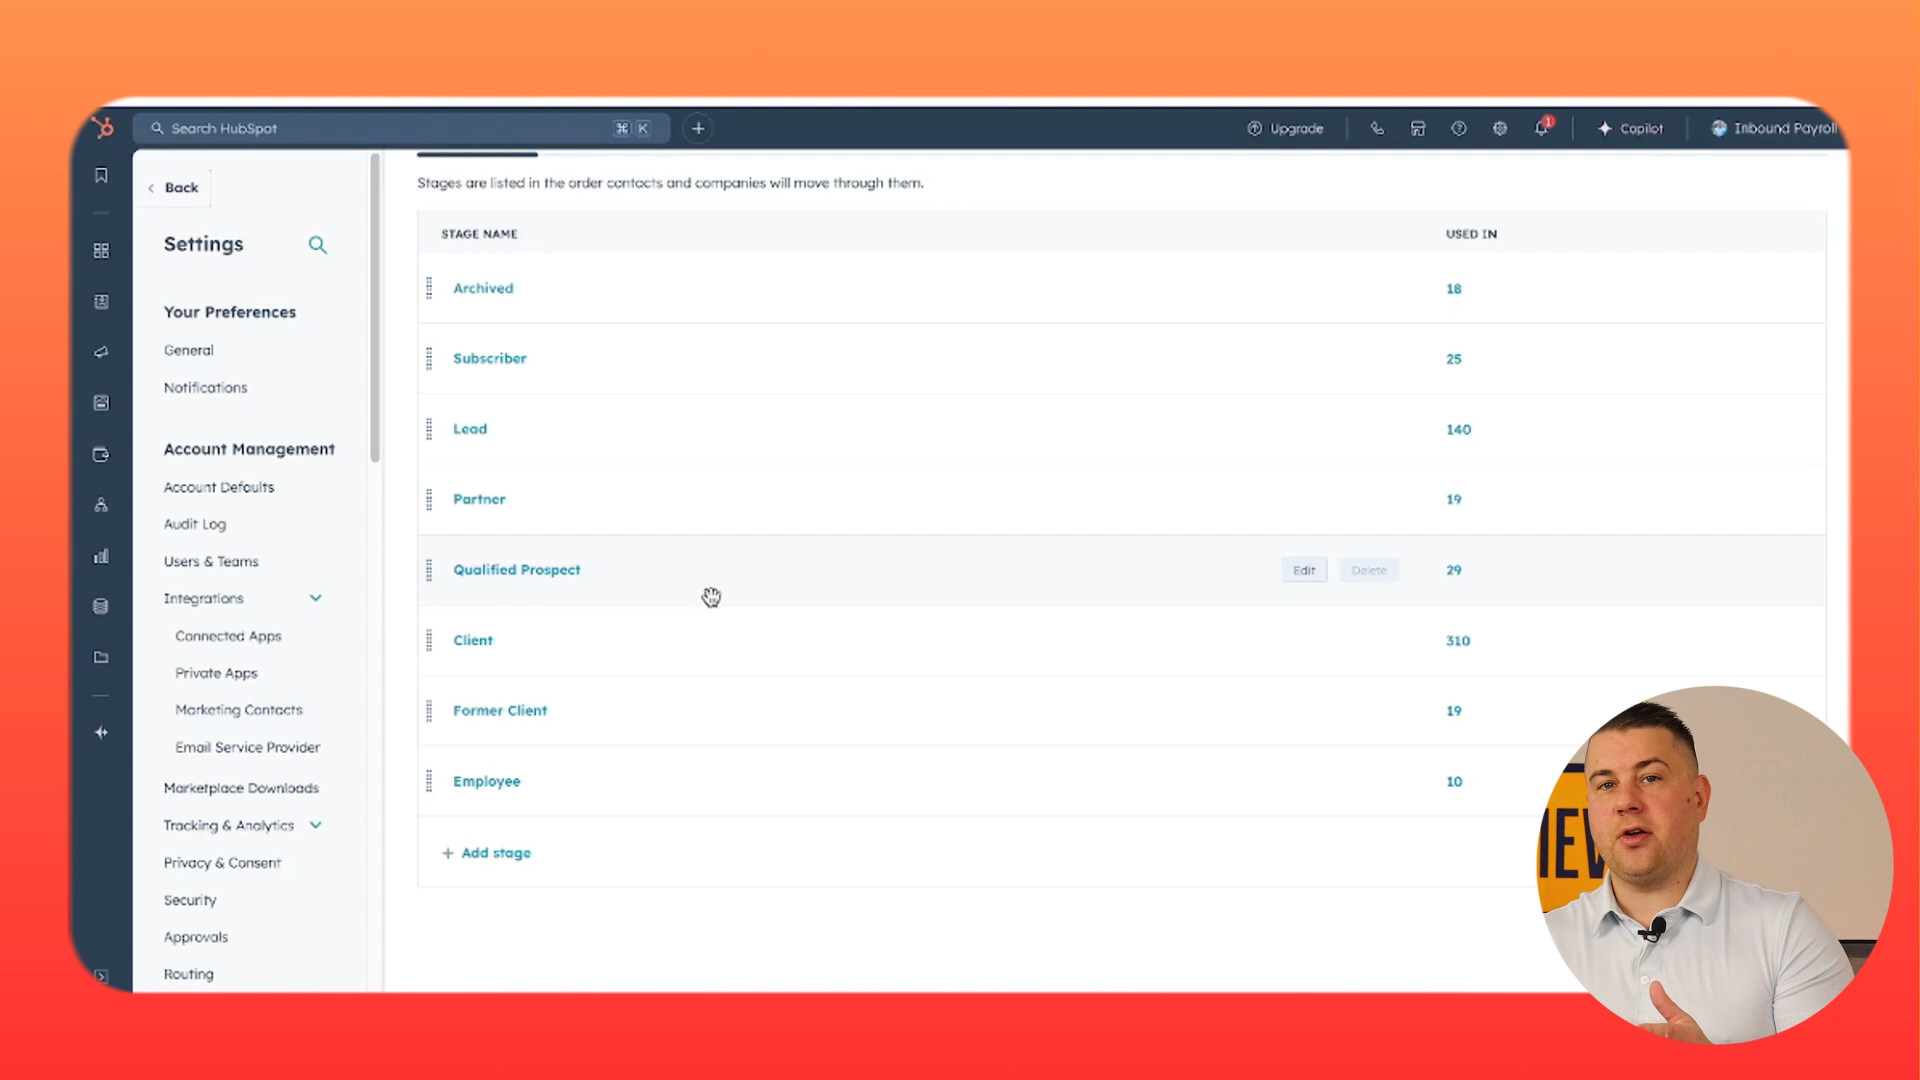 Search HubSpot
⌘ K
Upgrade
1
Copilot
Inbound Payroll
Back
Settings
Your Preferences
General
Notifications
Account Management
Account Defaults
Audit Log
Users & Teams
Integrations
Connected Apps
Private Apps
Marketing Contacts
Email Service Provider
Marketplace Downloads
Tracking & Analytics
Privacy & Consent
Security
Approvals
Routing
Stages are listed in the order contacts and companies will move through them.
STAGE NAME USED IN
Archived 18
Subscriber 25
Lead 140
Partner 19
Qualified Prospect Edit Delete 29
Client 310
Former Client 19
Employee 10
+ Add stage